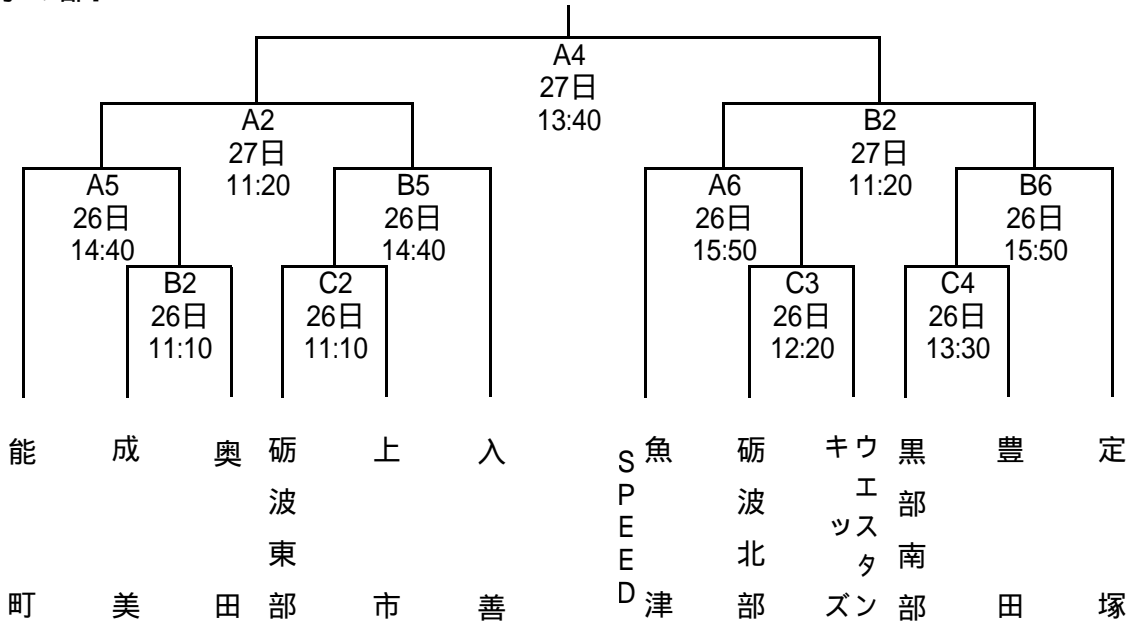 A4
27日
13:40
A2
27日
11:20
B2
27日
11:20
A5
26日
14:40
B5
26日
14:40
A6
26日
15:50
B6
26日
15:50
B2
26日
11:10
C2
26日
11:10
C3
26日
12:20
C4
26日
13:30
能町
成美
奥田
砺波東部
上市
入善
魚津
SPEED
砺波北部
ウエスタン
キッズ
黒部南部
豊田
定塚